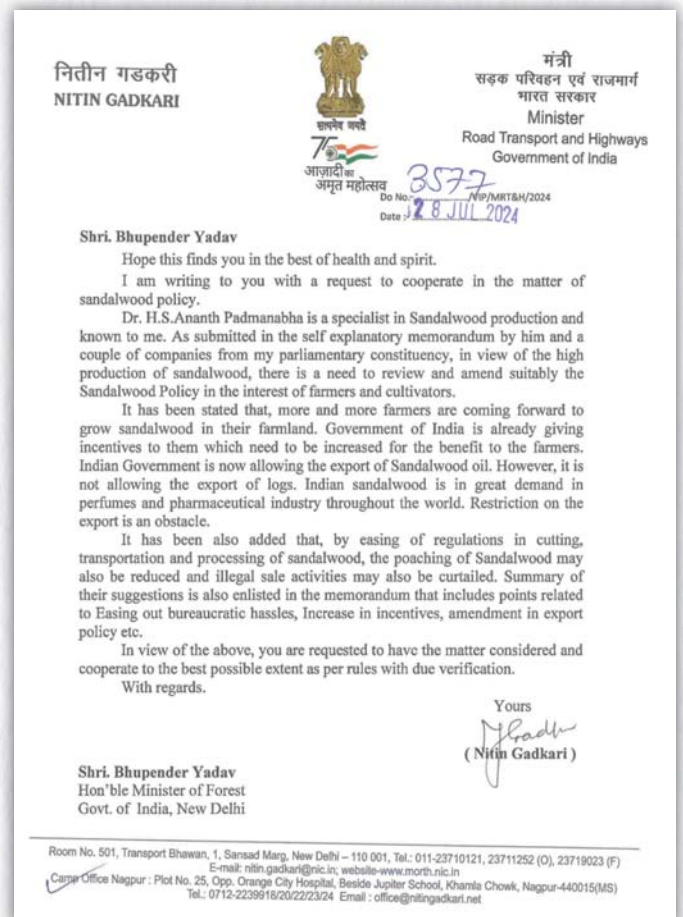 नितीन गडकरी
NITIN GADKARI
सत्यमेव जयते
75
आज़ादी का
अमृत महोत्सव
मंत्री
सड़क परिवहन एवं राजमार्ग
भारत सरकार
Minister
Road Transport and Highways
Government of India
Do No.- 3577 /VIP/MRT&H/2024
Date :- 28 JUL 2024
Shri. Bhupender Yadav
Hope this finds you in the best of health and spirit.
I am writing to you with a request to cooperate in the matter of
sandalwood policy.
Dr. H.S.Ananth Padmanabha is a specialist in Sandalwood production and
known to me. As submitted in the self explanatory memorandum by him and a
couple of companies from my parliamentary constituency, in view of the high
production of sandalwood, there is a need to review and amend suitably the
Sandalwood Policy in the interest of farmers and cultivators.
It has been stated that, more and more farmers are coming forward to
grow sandalwood in their farmland. Government of India is already giving
incentives to them which need to be increased for the benefit to the farmers.
Indian Government is now allowing the export of Sandalwood oil. However, it is
not allowing the export of logs. Indian sandalwood is in great demand in
perfumes and pharmaceutical industry throughout the world. Restriction on the
export is an obstacle.
It has been also added that, by easing of regulations in cutting,
transportation and processing of sandalwood, the poaching of Sandalwood may
also be reduced and illegal sale activities may also be curtailed. Summary of
their suggestions is also enlisted in the memorandum that includes points related
to Easing out bureaucratic hassles, Increase in incentives, amendment in export
policy etc.
In view of the above, you are requested to have the matter considered and
cooperate to the best possible extent as per rules with due verification.
With regards.
Yours
( Nitin Gadkari )
Shri. Bhupender Yadav
Hon'ble Minister of Forest
Govt. of India, New Delhi
Room No. 501, Transport Bhawan, 1, Sansad Marg, New Delhi – 110 001, Tel.: 011-23710121, 23711252 (O), 23719023 (F)
E-mail: nitin.gadkari@nic.in; website-www.morth.nic.in
Camp Office Nagpur : Plot No. 25, Opp. Orange City Hospital, Beside Jupiter School, Khamla Chowk, Nagpur-440015(MS)
Tel.: 0712-2239918/20/22/23/24 Email : office@nitingadkari.net